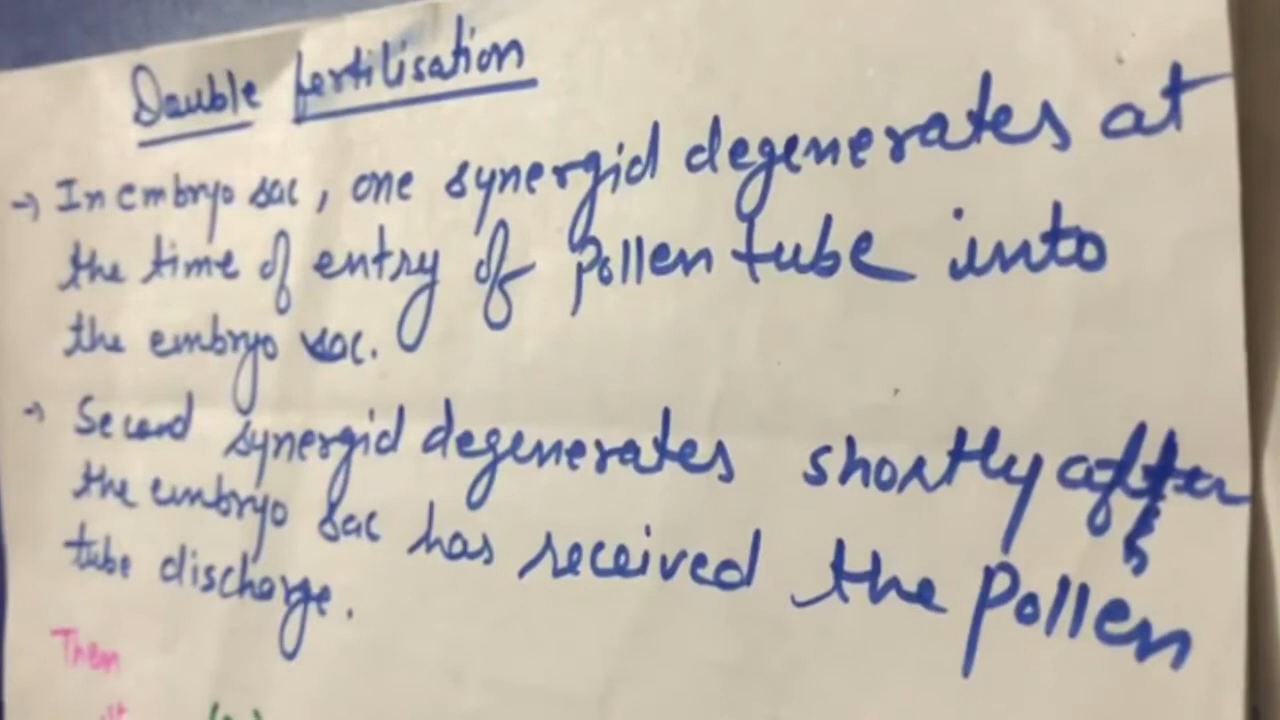 Double fertilisation
→ In embryo sac, one synergid degenerates at
the time of entry of pollen tube into
the embryo sac.
→ Second synergid degenerates shortly after
the embryo sac has received the pollen
tube discharge.
Then